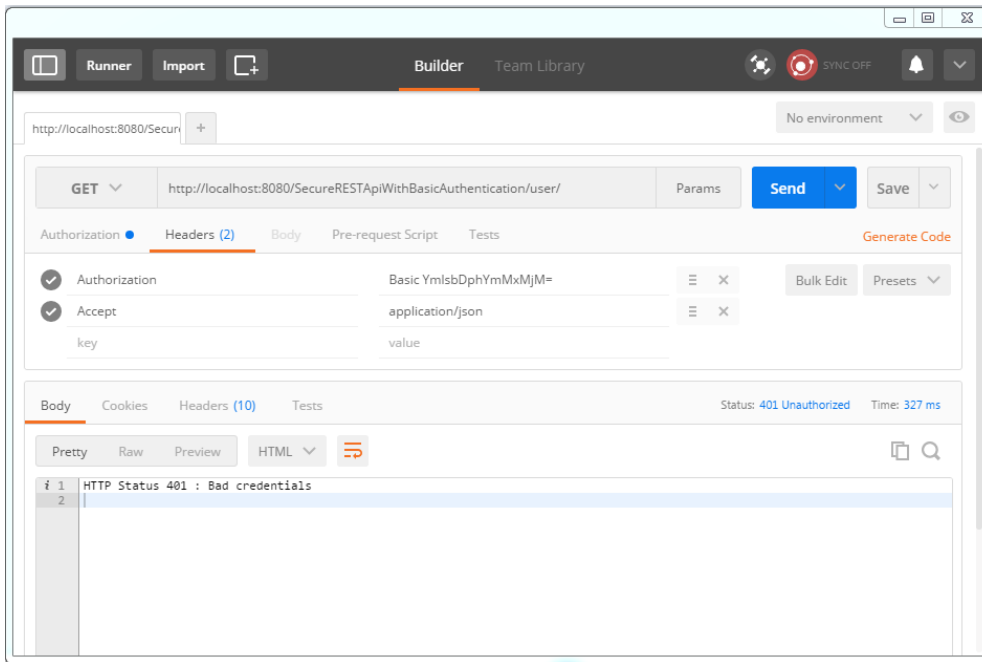 Runner Import Builder Team Library SYNC OFF
http://localhost:8080/Secur + No environment
GET http://localhost:8080/SecureRESTApiWithBasicAuthentication/user/ Params Send Save
Authorization Headers (2) Body Pre-request Script Tests Generate Code
Authorization Basic YmlsbDphYmMxMjM= Bulk Edit Presets
Accept application/json
key value
Body Cookies Headers (10) Tests Status: 401 Unauthorized Time: 327 ms
Pretty Raw Preview HTML
i 1 HTTP Status 401 : Bad credentials
2